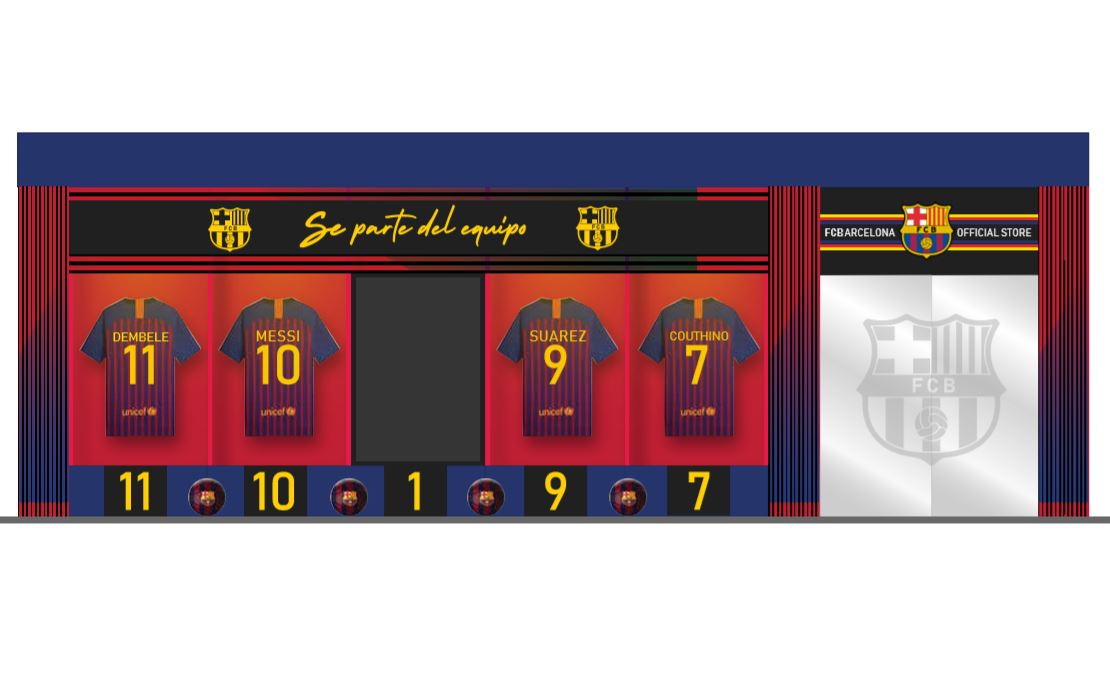 FCB
Se parte del equipo
FCB
FCBARCELONA
FCB
OFFICIAL STORE
DEMBELE
11
unicef
MESSI
10
unicef
SUAREZ
9
unicef
COUTHINO
7
unicef
FCB
11
10
1
9
7